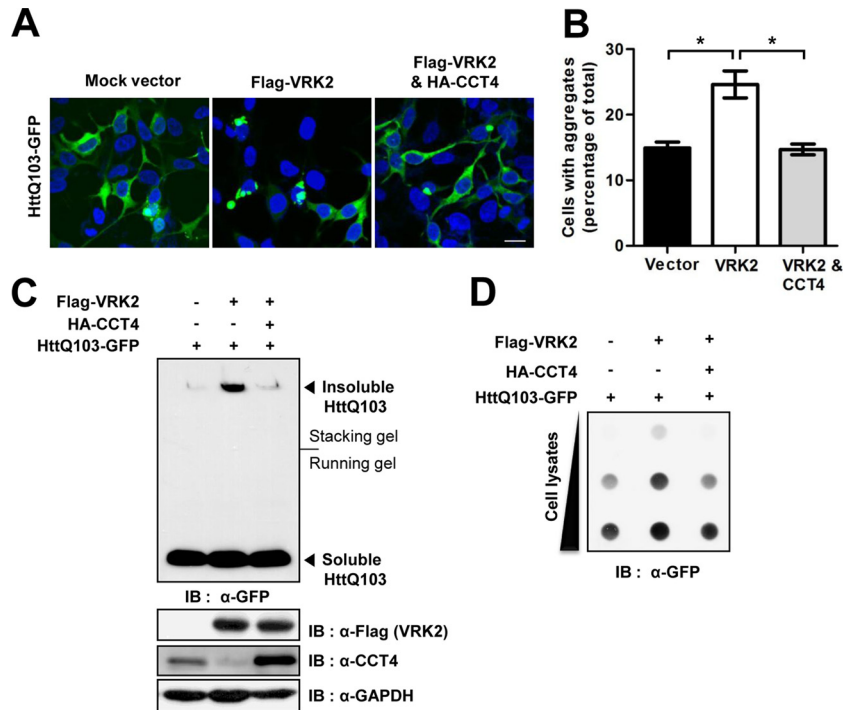 A
Mock vector
Flag-VRK2
Flag-VRK2
& HA-CCT4
HttQ103-GFP
B
Cells with aggregates
(percentage of total)
30
20
10
0
*
*
Vector
VRK2
VRK2 &
CCT4
C
Flag-VRK2 - + +
HA-CCT4 - - +
HttQ103-GFP + + +
Insoluble
HttQ103
Stacking gel
Running gel
Soluble
HttQ103
IB : α-GFP
IB : α-Flag (VRK2)
IB : α-CCT4
IB : α-GAPDH
D
Flag-VRK2 - + +
HA-CCT4 - - +
HttQ103-GFP + + +
Cell lysates
IB : α-GFP